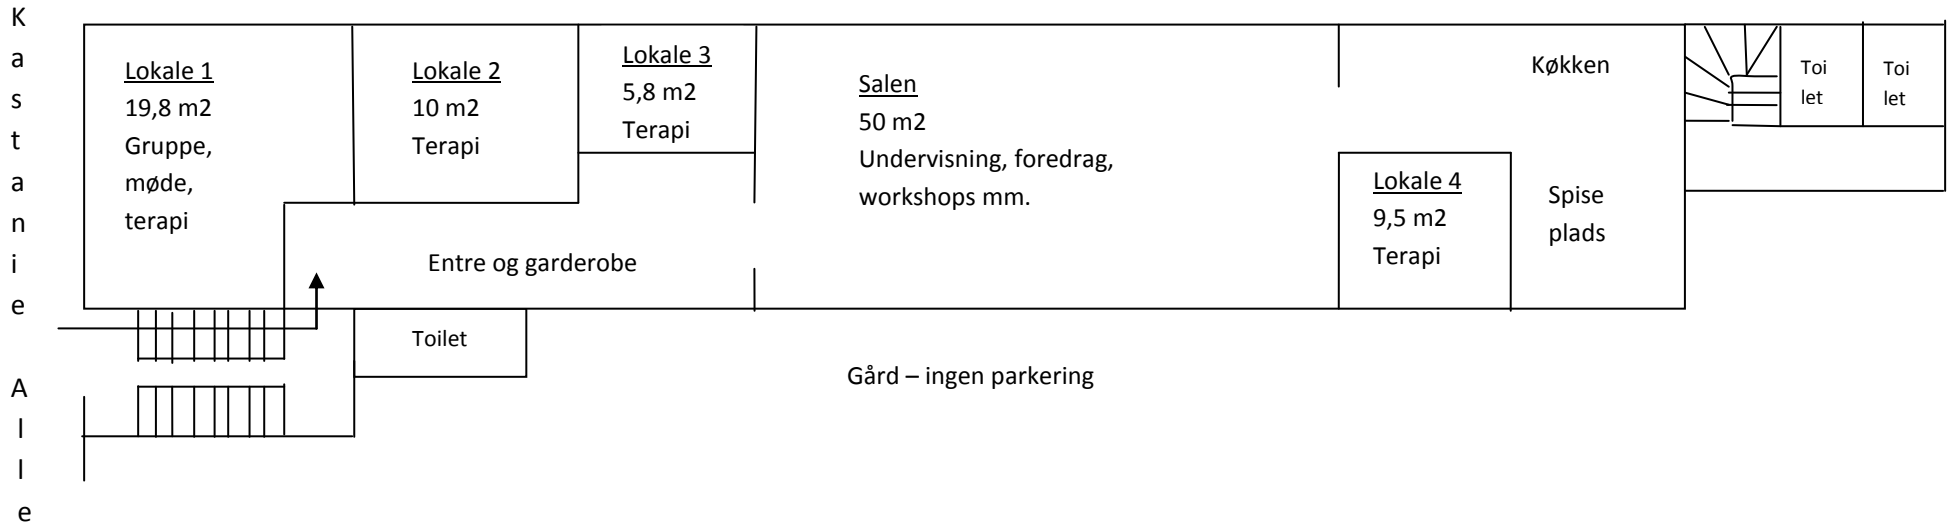 Kastanie Alle
Lokale 1
19,8 m2
Gruppe,
møde,
terapi
Lokale 2
10 m2
Terapi
Lokale 3
5,8 m2
Terapi
Salen
50 m2
Undervisning, foredrag,
workshops mm.
Køkken
Lokale 4
9,5 m2
Terapi
Spise
plads
Toi
let
Toi
let
Entre og garderobe
Toilet
Gård – ingen parkering